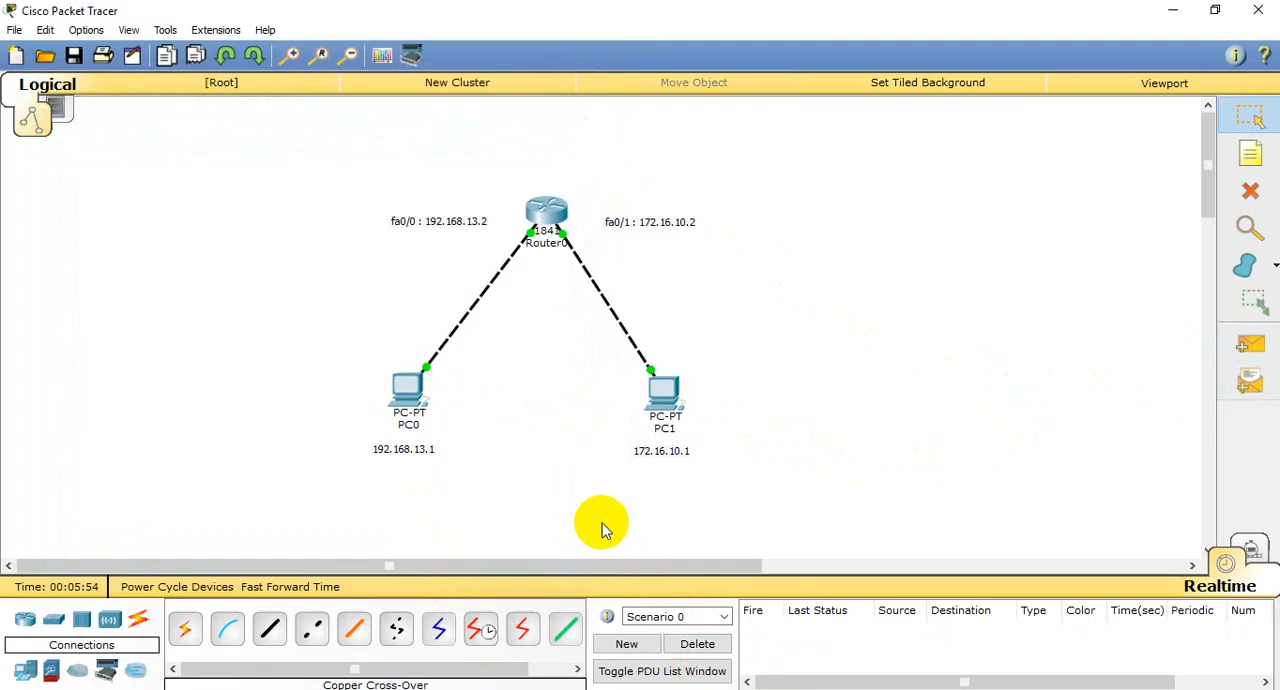 Cisco Packet Tracer
File Edit Options View Tools Extensions Help
Logical [Root] New Cluster Move Object Set Tiled Background Viewport
fa0/0 : 192.168.13.2
fa0/1 : 172.16.10.2
1841
Router0
PC-PT
PC0
192.168.13.1
PC-PT
PC1
172.16.10.1
Time: 00:05:54 Power Cycle Devices Fast Forward Time Realtime
Connections
Copper Cross-Over
Scenario 0
New Delete
Toggle PDU List Window
Fire Last Status Source Destination Type Color Time(sec) Periodic Num